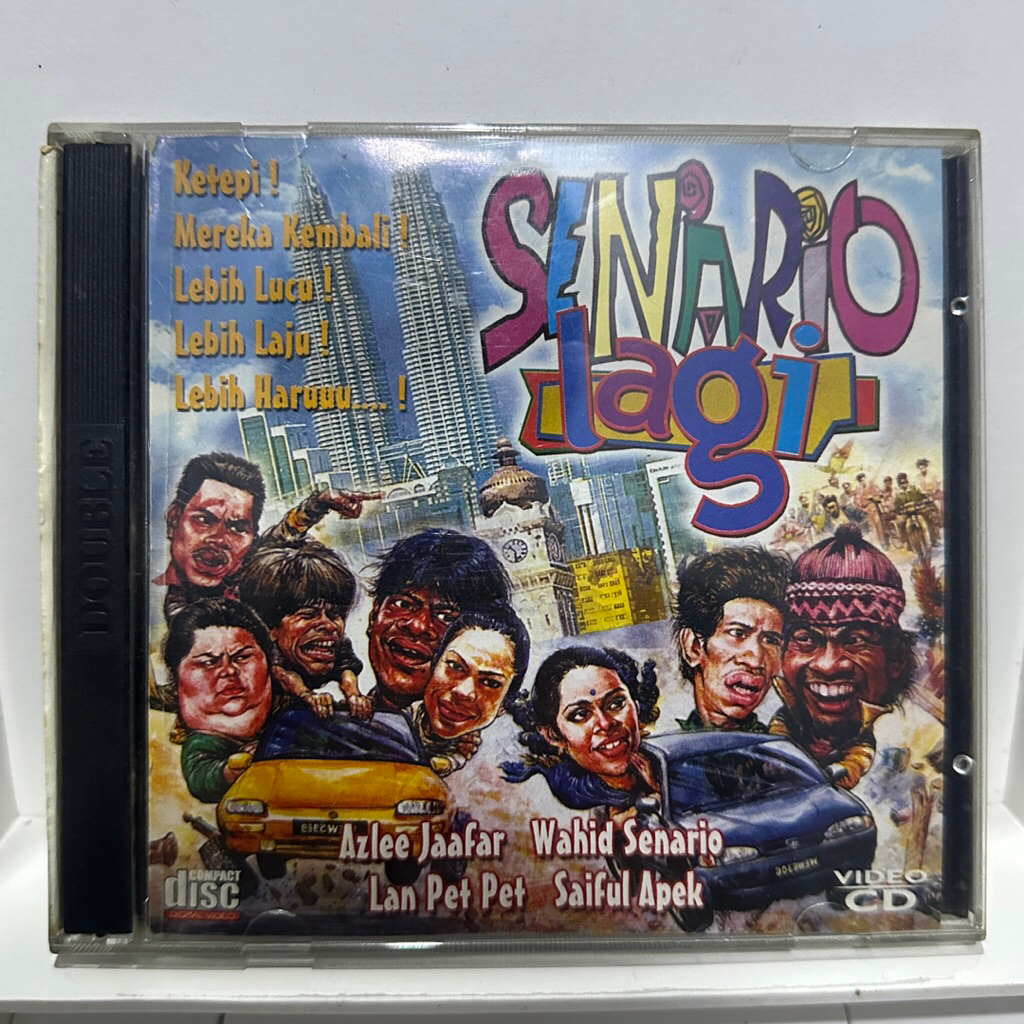 Ketepi !
Mereka Kembali !
Lebih Lucu !
Lebih Laju !
Lebih Haruuu.... !
SENARIO
lagi
DOUBLE
Azlee Jaafar Wahid Senario
Lan Pet Pet Saiful Apek
COMPACT
disc
DIGITAL VIDEO
VIDEO
CD